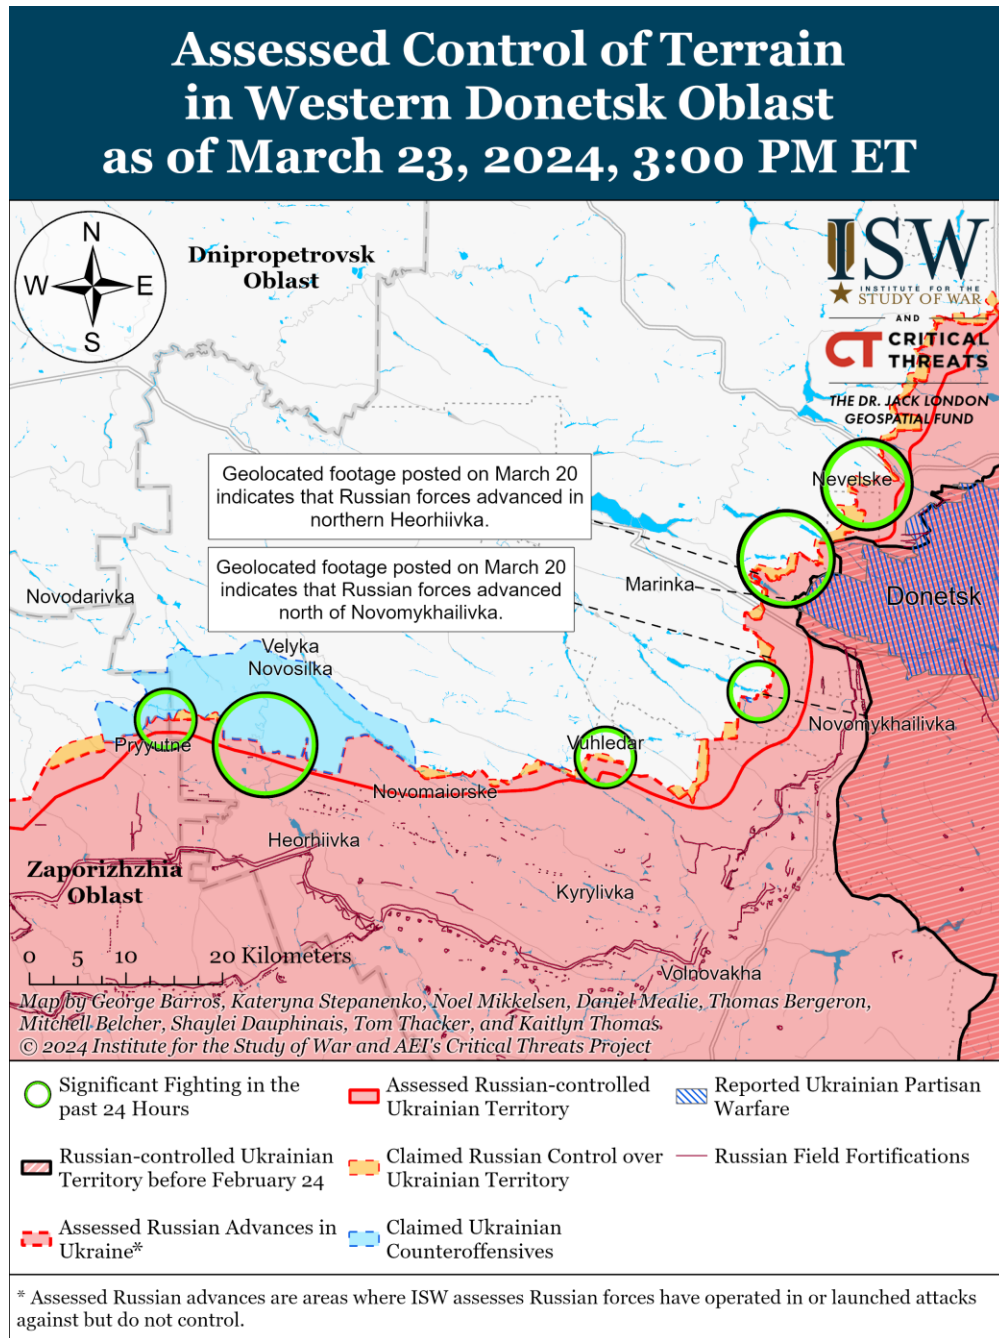 Assessed Control of Terrain
in Western Donetsk Oblast
as of March 23, 2024, 3:00 PM ET
N
W
E
S
Dnipropetrovsk
Oblast
ISW
INSTITUTE FOR THE
STUDY OF WAR
AND
CT CRITICAL
THREATS
THE DR. JACK LONDON
GEOSPATIAL FUND
Geolocated footage posted on March 20
indicates that Russian forces advanced in
northern Heorhiivka.
Nevelske
Geolocated footage posted on March 20
indicates that Russian forces advanced
north of Novomykhailivka.
Marinka
Donetsk
Novodarivka
Velyka
Novosilka
Novomykhailivka
Pryyutne
Vuhledar
Novomaiorske
Heorhiivka
Zaporizhzhia
Oblast
Kyrylivka
Volnovakha
0 5 10 20 Kilometers
Map by George Barros, Kateryna Stepanenko, Noel Mikkelsen, Daniel Mealie, Thomas Bergeron,
Mitchell Belcher, Shaylei Dauphinais, Tom Thacker, and Kaitlyn Thomas
© 2024 Institute for the Study of War and AEI's Critical Threats Project
Significant Fighting in the
past 24 Hours
Assessed Russian-controlled
Ukrainian Territory
Reported Ukrainian Partisan
Warfare
Russian-controlled Ukrainian
Territory before February 24
Claimed Russian Control over
Ukrainian Territory
Russian Field Fortifications
Assessed Russian Advances in
Ukraine*
Claimed Ukrainian
Counteroffensives
* Assessed Russian advances are areas where ISW assesses Russian forces have operated in or launched attacks
against but do not control.